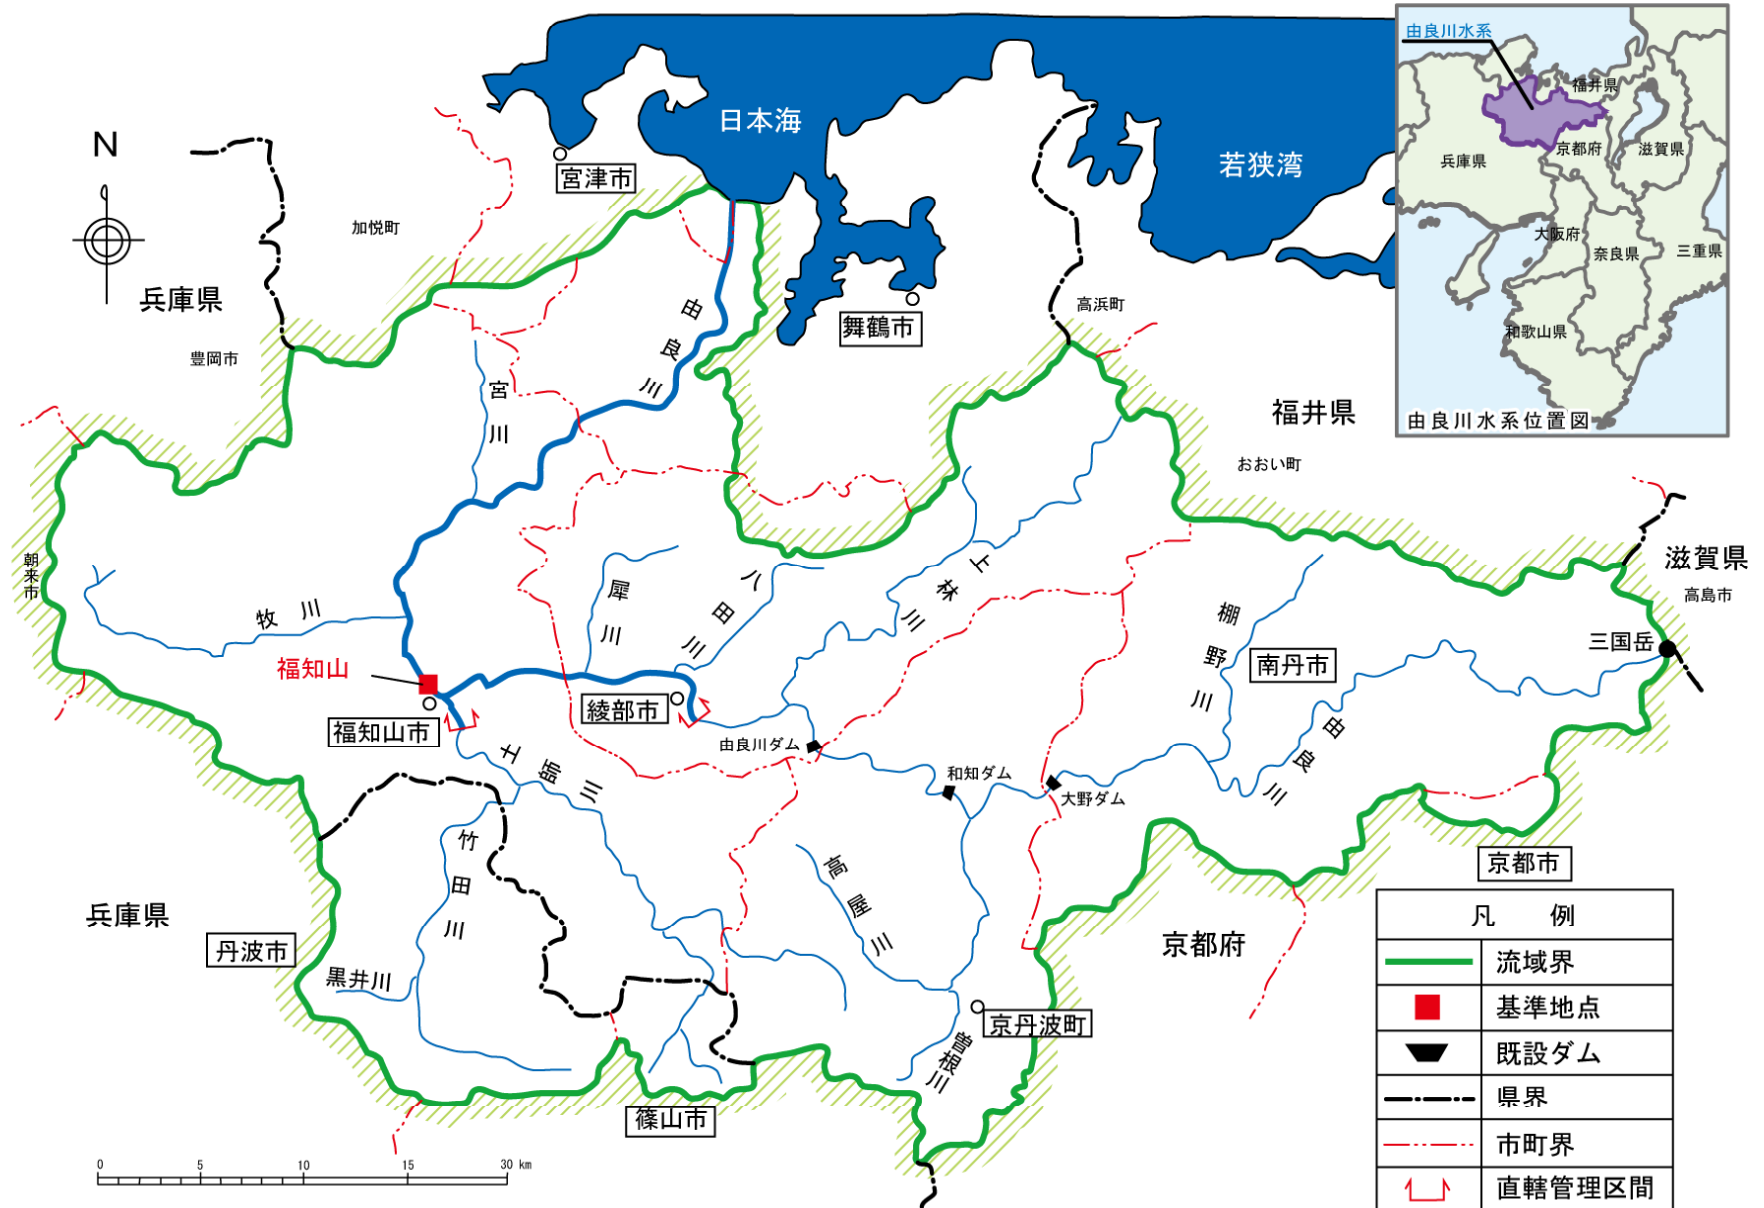 由良川水系
福井県
兵庫県
京都府
滋賀県
大阪府
奈良県
三重県
和歌山県
由良川水系位置図
日本海
若狭湾
N
宮津市
加悦町
兵庫県
豊岡市
由良川
舞鶴市
高浜町
宮川
福井県
おおい町
滋賀県
高島市
三国岳
朝来市
牧川
犀川
八田川
上林川
棚野川
南丹市
福知山
福知山市
綾部市
由良川ダム
和知ダム
大野ダム
由良川
土師川
竹田川
高屋川
京都市
兵庫県
丹波市
黒井川
京都府
京丹波町
曽根川
篠山市
0 5 10 15 30 km
凡 例
流域界
基準地点
既設ダム
県界
市町界
直轄管理区間